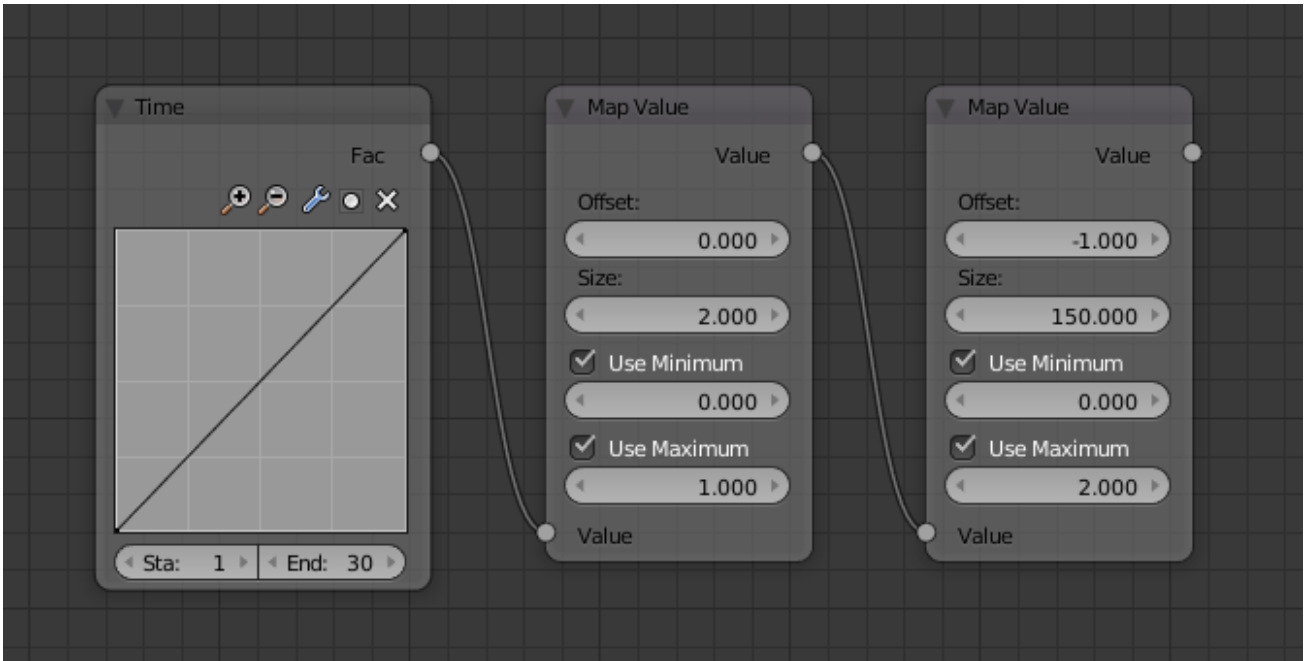 Time
Fac
Sta: 1 End: 30
Map Value
Value
Offset:
0.000
Size:
2.000
Use Minimum
0.000
Use Maximum
1.000
Value
Map Value
Value
Offset:
-1.000
Size:
150.000
Use Minimum
0.000
Use Maximum
2.000
Value